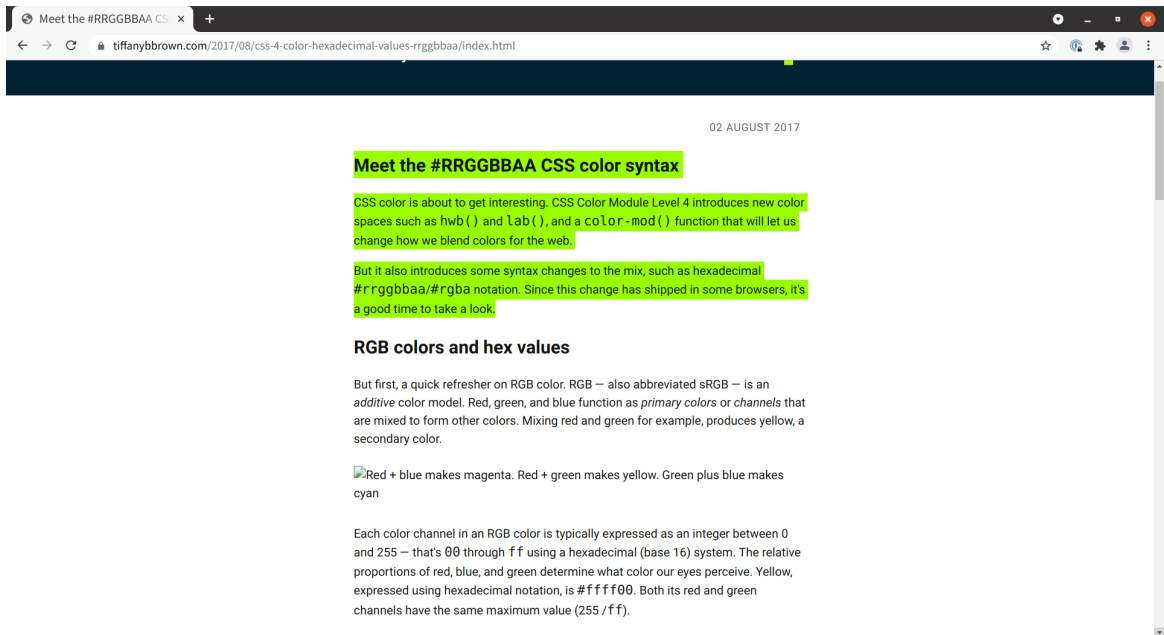 Meet the #RRGGBBAA CS
tiffanybbrown.com/2017/08/css-4-color-hexadecimal-values-rrggbbaa/index.html
02 AUGUST 2017
Meet the #RRGGBBAA CSS color syntax
CSS color is about to get interesting. CSS Color Module Level 4 introduces new color
spaces such as hwb() and lab(), and a color-mod() function that will let us
change how we blend colors for the web.
But it also introduces some syntax changes to the mix, such as hexadecimal
#rrggbbaa/#rgba notation. Since this change has shipped in some browsers, it's
a good time to take a look.
RGB colors and hex values
But first, a quick refresher on RGB color. RGB — also abbreviated sRGB — is an
additive color model. Red, green, and blue function as primary colors or channels that
are mixed to form other colors. Mixing red and green for example, produces yellow, a
secondary color.
Red + blue makes magenta. Red + green makes yellow. Green plus blue makes
cyan
Each color channel in an RGB color is typically expressed as an integer between 0
and 255 — that's 00 through ff using a hexadecimal (base 16) system. The relative
proportions of red, blue, and green determine what color our eyes perceive. Yellow,
expressed using hexadecimal notation, is #ffff00. Both its red and green
channels have the same maximum value (255 /ff).